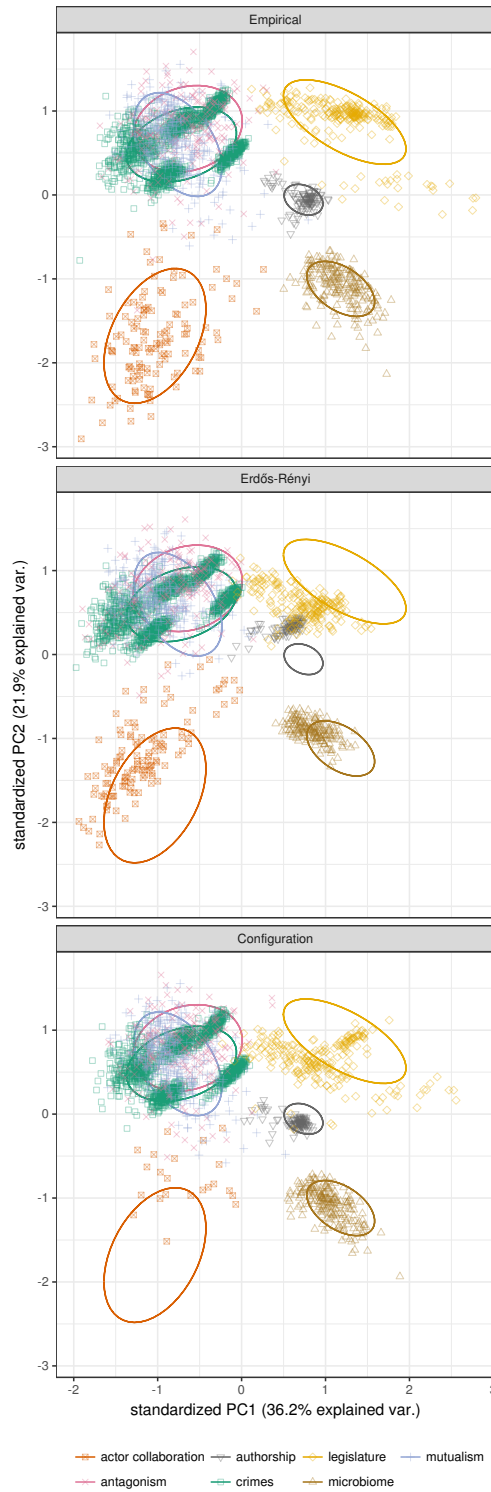 Empirical
1
0
-1
-2
-3
Erdős-Rényi
standardized PC2 (21.9% explained var.)
1
0
-1
-2
-3
Configuration
1
0
-1
-2
-3
-2 -1 0 1 2 3
standardized PC1 (36.2% explained var.)
actor collaboration authorship legislature mutualism
antagonism crimes microbiome